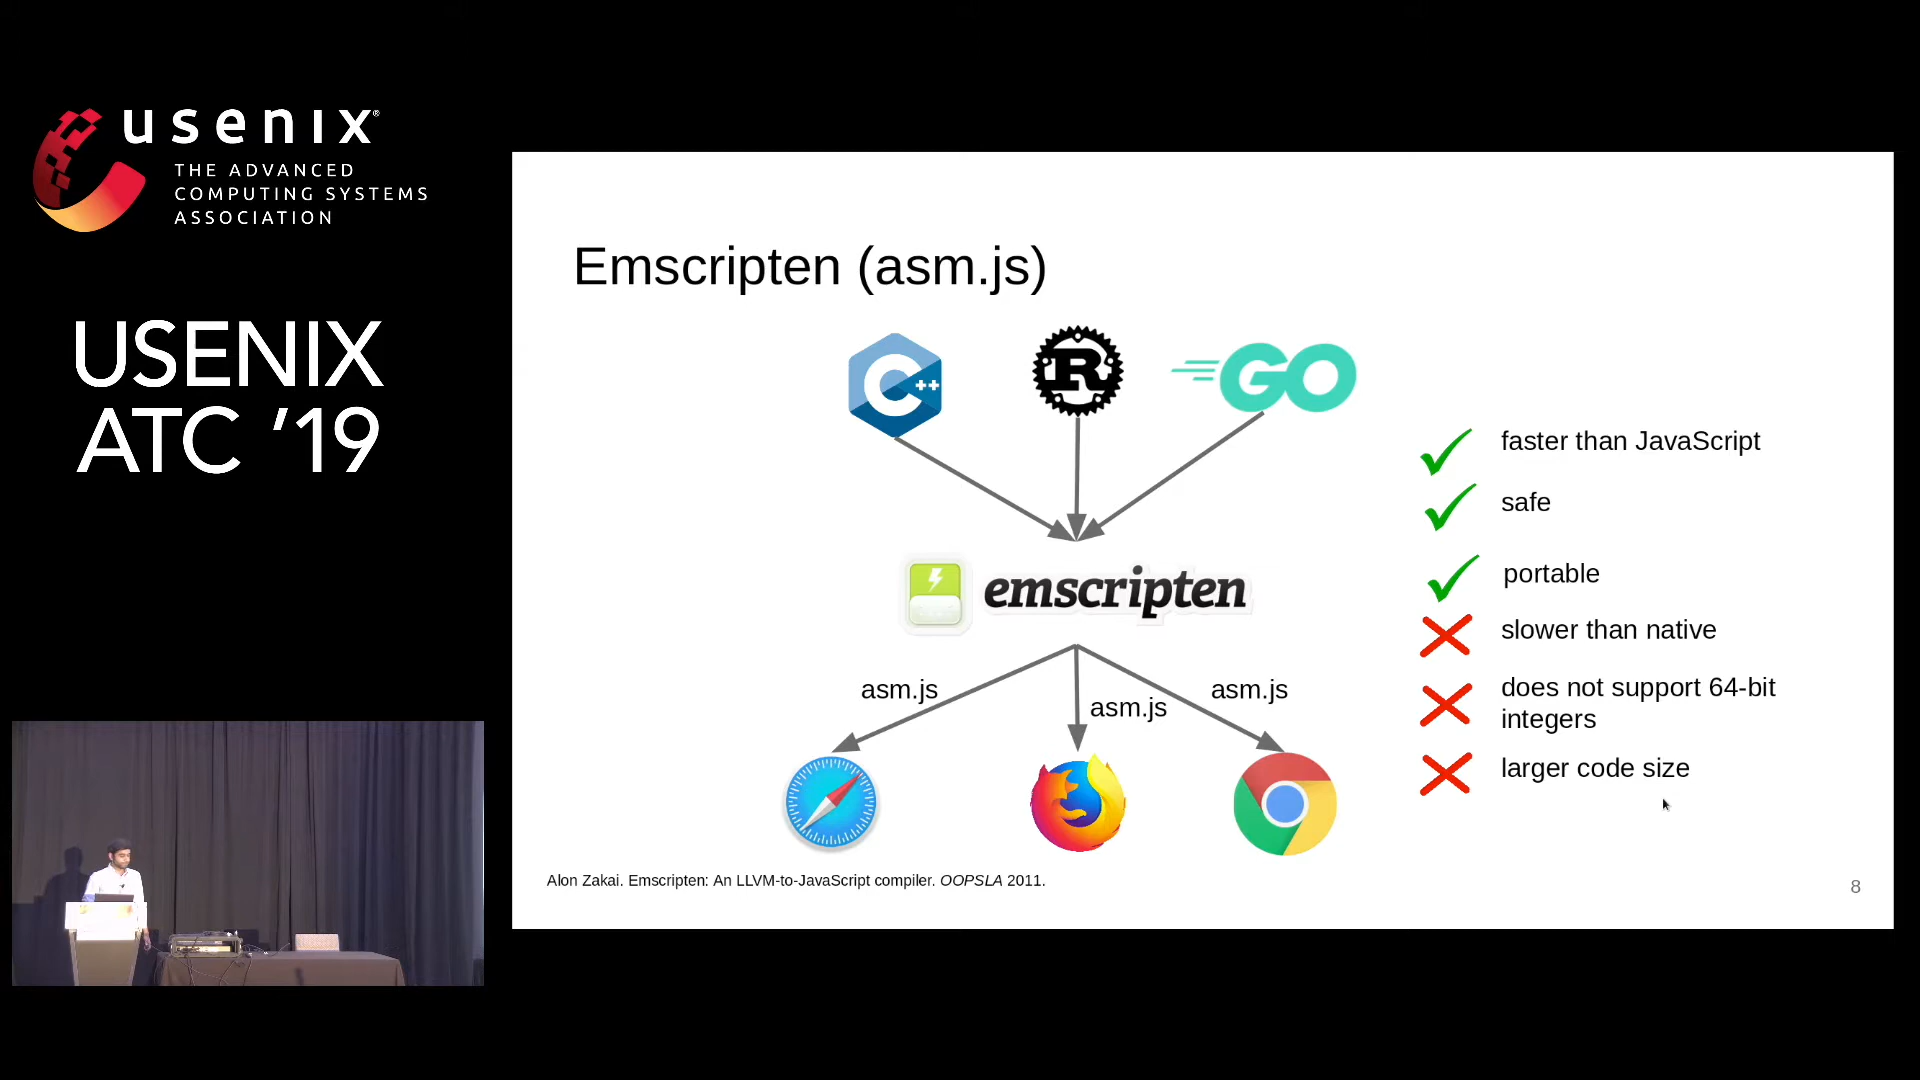 usenix®
THE ADVANCED
COMPUTING SYSTEMS
ASSOCIATION
USENIX
ATC ’19
Emscripten (asm.js)
C++
R
GO
emscripten
asm.js
asm.js
asm.js
faster than JavaScript
safe
portable
slower than native
does not support 64-bit
integers
larger code size
Alon Zakai. Emscripten: An LLVM-to-JavaScript compiler. OOPSLA 2011.
8